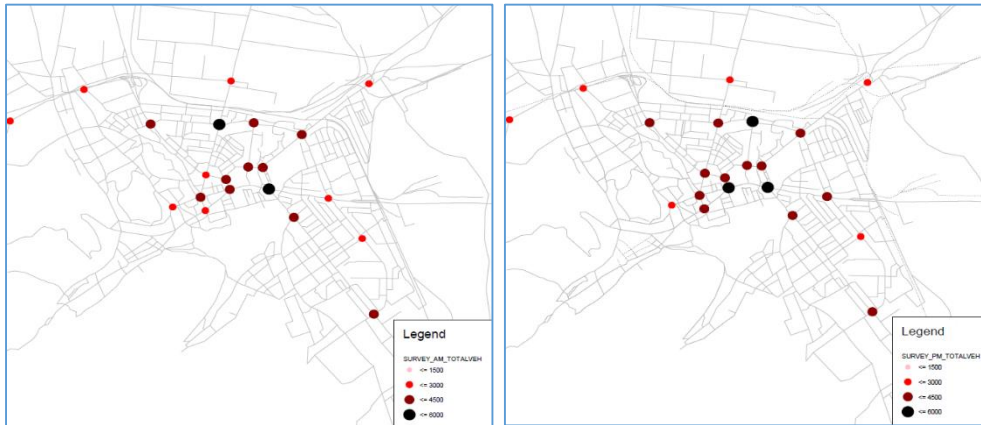 Legend
SURVEY_AM_TOTALVEH
<= 1500
<= 3000
<= 4500
<= 6000
Legend
SURVEY_PM_TOTALVEH
<= 1500
<= 3000
<= 4500
<= 6000